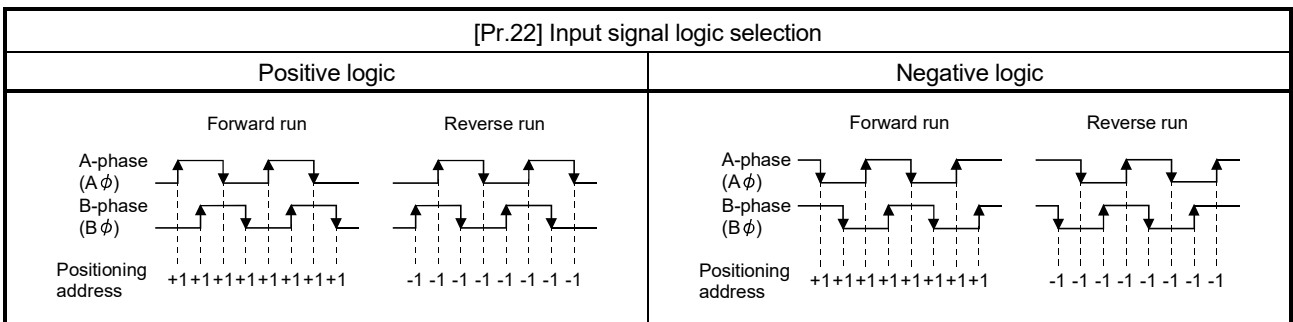 [Pr.22] Input signal logic selection
Positive logic
Negative logic
Forward run
Reverse run
A-phase
(Aϕ)
B-phase
(Bϕ)
Positioning
address
+1+1+1+1+1+1+1+1
-1 -1 -1 -1 -1 -1 -1 -1
Forward run
Reverse run
A-phase
(Aϕ)
B-phase
(Bϕ)
Positioning
address
+1+1+1+1+1+1+1+1
-1 -1 -1 -1 -1 -1 -1 -1